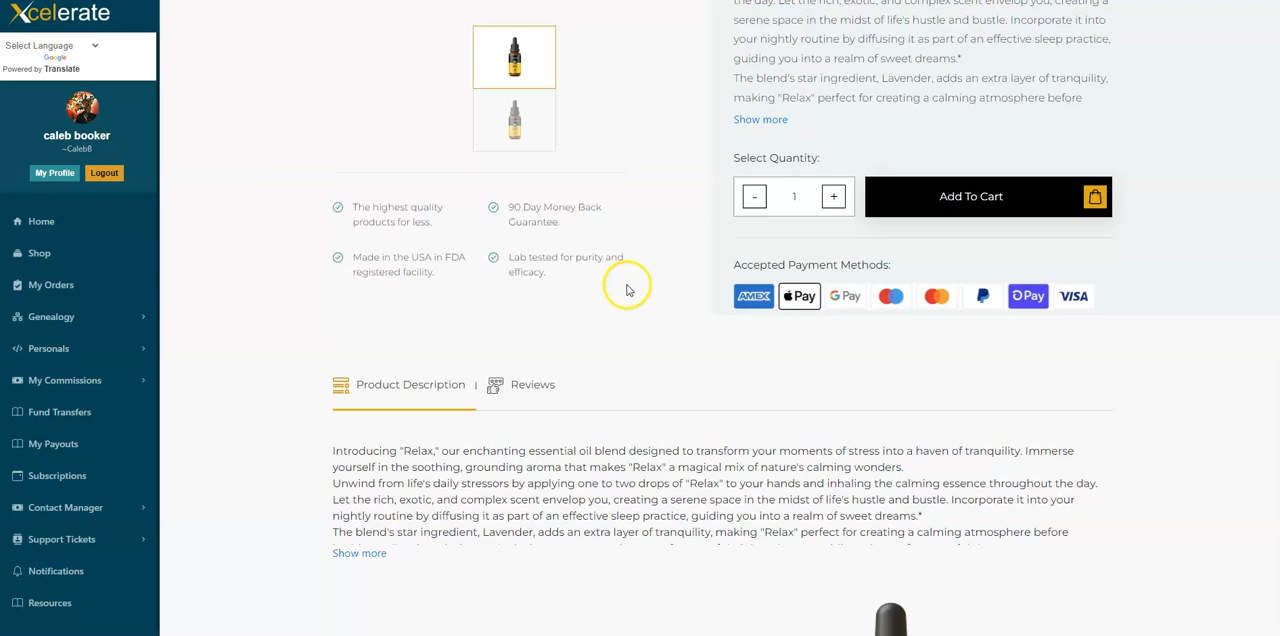 Xcelerate
Select Language
Google
Powered by Translate
caleb booker
~CalebB
My Profile
Logout
Home
Shop
My Orders
Genealogy
Personals
My Commissions
Fund Transfers
My Payouts
Subscriptions
Contact Manager
Support Tickets
Notifications
Resources
The highest quality
products for less.
90 Day Money Back
Guarantee.
Made in the USA in FDA
registered facility.
Lab tested for purity and
efficacy.
the day. Let the rich, exotic, and complex scent envelop you, creating a
serene space in the midst of life's hustle and bustle. Incorporate it into
your nightly routine by diffusing it as part of an effective sleep practice,
guiding you into a realm of sweet dreams.*
The blend's star ingredient, Lavender, adds an extra layer of tranquility,
making "Relax" perfect for creating a calming atmosphere before
Show more
Select Quantity:
- 1 +
Add To Cart
Accepted Payment Methods:
AMEX Pay G Pay Pay VISA
Product Description | Reviews
Introducing "Relax," our enchanting essential oil blend designed to transform your moments of stress into a haven of tranquility. Immerse
yourself in the soothing, grounding aroma that makes "Relax" a magical mix of nature's calming wonders.
Unwind from life's daily stressors by applying one to two drops of "Relax" to your hands and inhaling the calming essence throughout the day.
Let the rich, exotic, and complex scent envelop you, creating a serene space in the midst of life's hustle and bustle. Incorporate it into your
nightly routine by diffusing it as part of an effective sleep practice, guiding you into a realm of sweet dreams.*
The blend's star ingredient, Lavender, adds an extra layer of tranquility, making "Relax" perfect for creating a calming atmosphere before
Show more